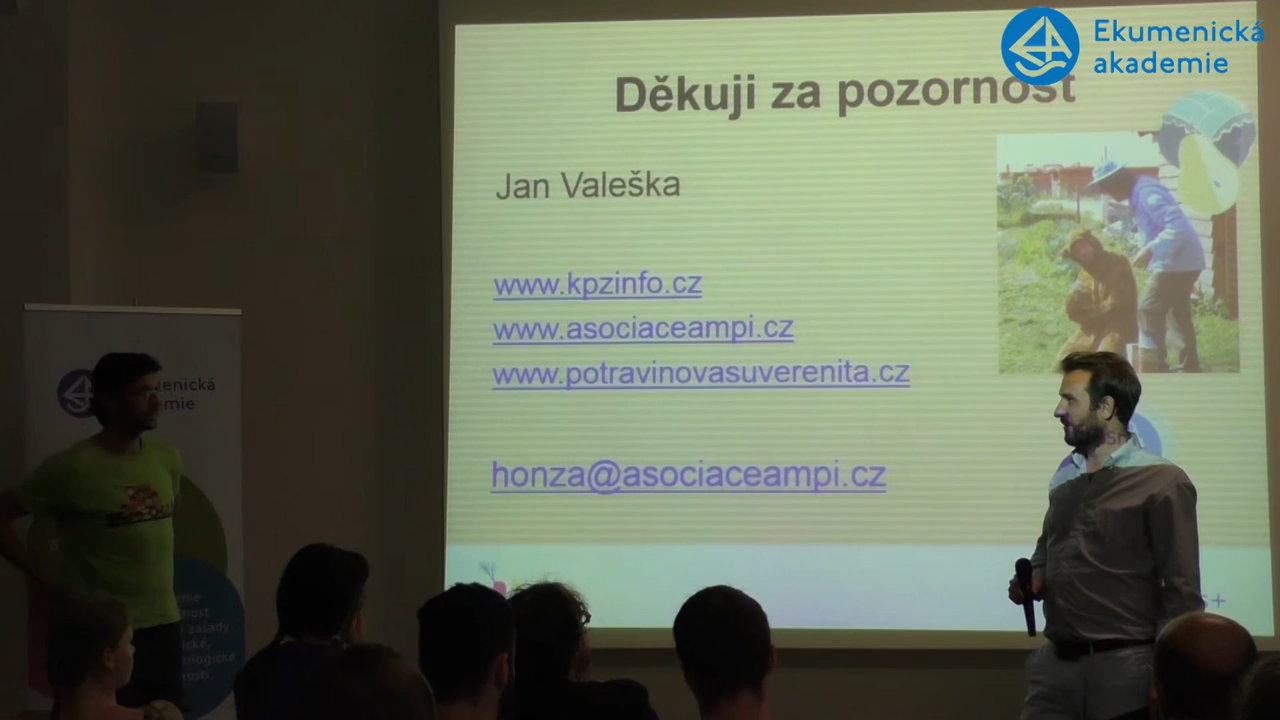 Ekumenická
akademie
Děkuji za pozornost
Jan Valeška
www.kpzinfo.cz
www.asociaceampi.cz
www.potravinovasuverenita.cz
honza@asociaceampi.cz
zásady